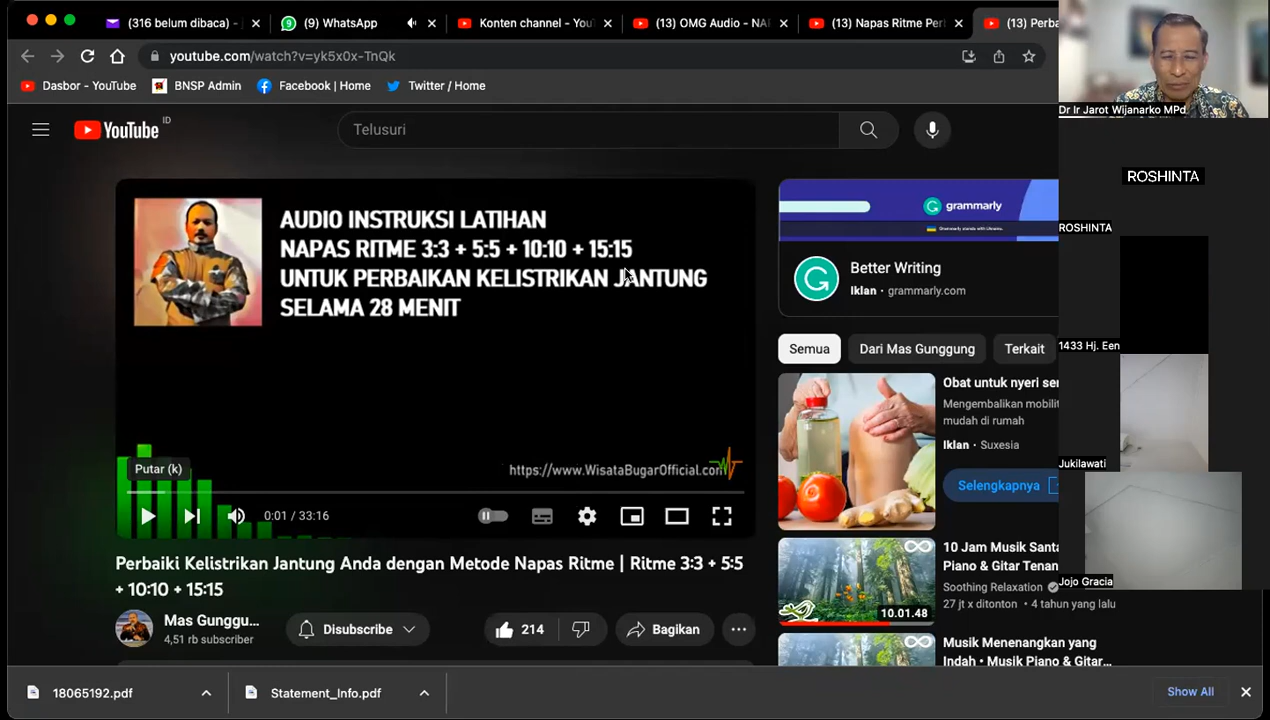 (316 belum dibaca) -
(9) WhatsApp
Konten channel - You
(13) OMG Audio - NA
(13) Napas Ritme Per
(13) Perba
youtube.com/watch?v=yk5x0x-TnQk
Dasbor - YouTube
BNSP Admin
Facebook | Home
Twitter / Home
Dr Ir Jarot Wijanarko MPd
YouTube ID
Telusuri
ROSHINTA
ROSHINTA
AUDIO INSTRUKSI LATIHAN
NAPAS RITME 3:3 + 5:5 + 10:10 + 15:15
UNTUK PERBAIKAN KELISTRIKAN JANTUNG
SELAMA 28 MENIT
grammarly
Grammarly stands with Ukraine.
Better Writing
Iklan · grammarly.com
1433 Hj. Een
Semua
Dari Mas Gunggung
Terkait
Obat untuk nyeri sen
Mengembalikan mobilit
mudah di rumah
Iklan · Suxesia
Selengkapnya
Jukilawati
Putar (k)
https://www.WisataBugarOfficial.com
0:01 / 33:16
Perbaiki Kelistrikan Jantung Anda dengan Metode Napas Ritme | Ritme 3:3 + 5:5
+ 10:10 + 15:15
10 Jam Musik Santa
Piano & Gitar Tenan
Soothing Relaxation
27 jt x ditonton · 4 tahun yang lalu
10.01.48
Jojo Gracia
Mas Gunggu...
4,51 rb subscriber
Disubscribe
214
Bagikan
Musik Menenangkan yang
Indah • Musik Piano & Gitar...
18065192.pdf
Statement_Info.pdf
Show All